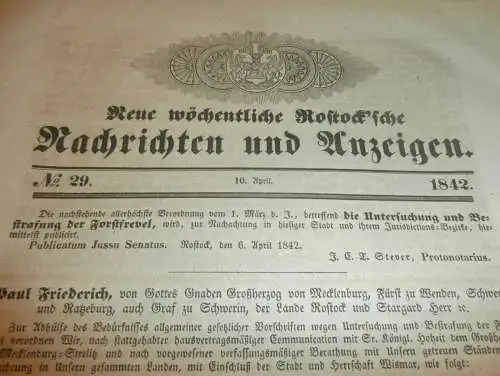 Neue wöchentliche Rostock'sche
Nachrichten und Anzeigen.
№ 29. 10. April. 1842.
Die nachstehende allerhöchste Verordnung vom 1. März d. J., betreffend die Untersuchung und Be-
strafung der Forstfrevel, wird, zur Nachachtung in hiesiger Stadt und ihrem Jurisdictions-Bezirke, hie-
mittelst publicirt.
Publicatum Jussu Senatus. Rostock, den 6. April 1842.
J. C. T. Stever, Protonotarius.
Paul Friederich, von Gottes Gnaden Großherzog von Mecklenburg, Fürst zu Wenden, Schwerin
und Ratzeburg, auch Graf zu Schwerin, der Lande Rostock und Stargard Herr ꝛc.
Zur Abhülfe des Bedürfnisses allgemeiner gesetzlicher Vorschriften wegen Untersuchung und Bestrafung der
verordnen Wir, nach stattgehabter hausvertragsmäßiger Communication mit Sr. Königl. Hoheit dem Großherzog
Mecklenburg-Strelitz und nach vorgewesener verfassungsmäßiger Berathung mit Unsern getreuen Ständen
in Unsern gesammten Landen, mit Einschluß der Stadt und Herrschaft Wismar, wie folgt: